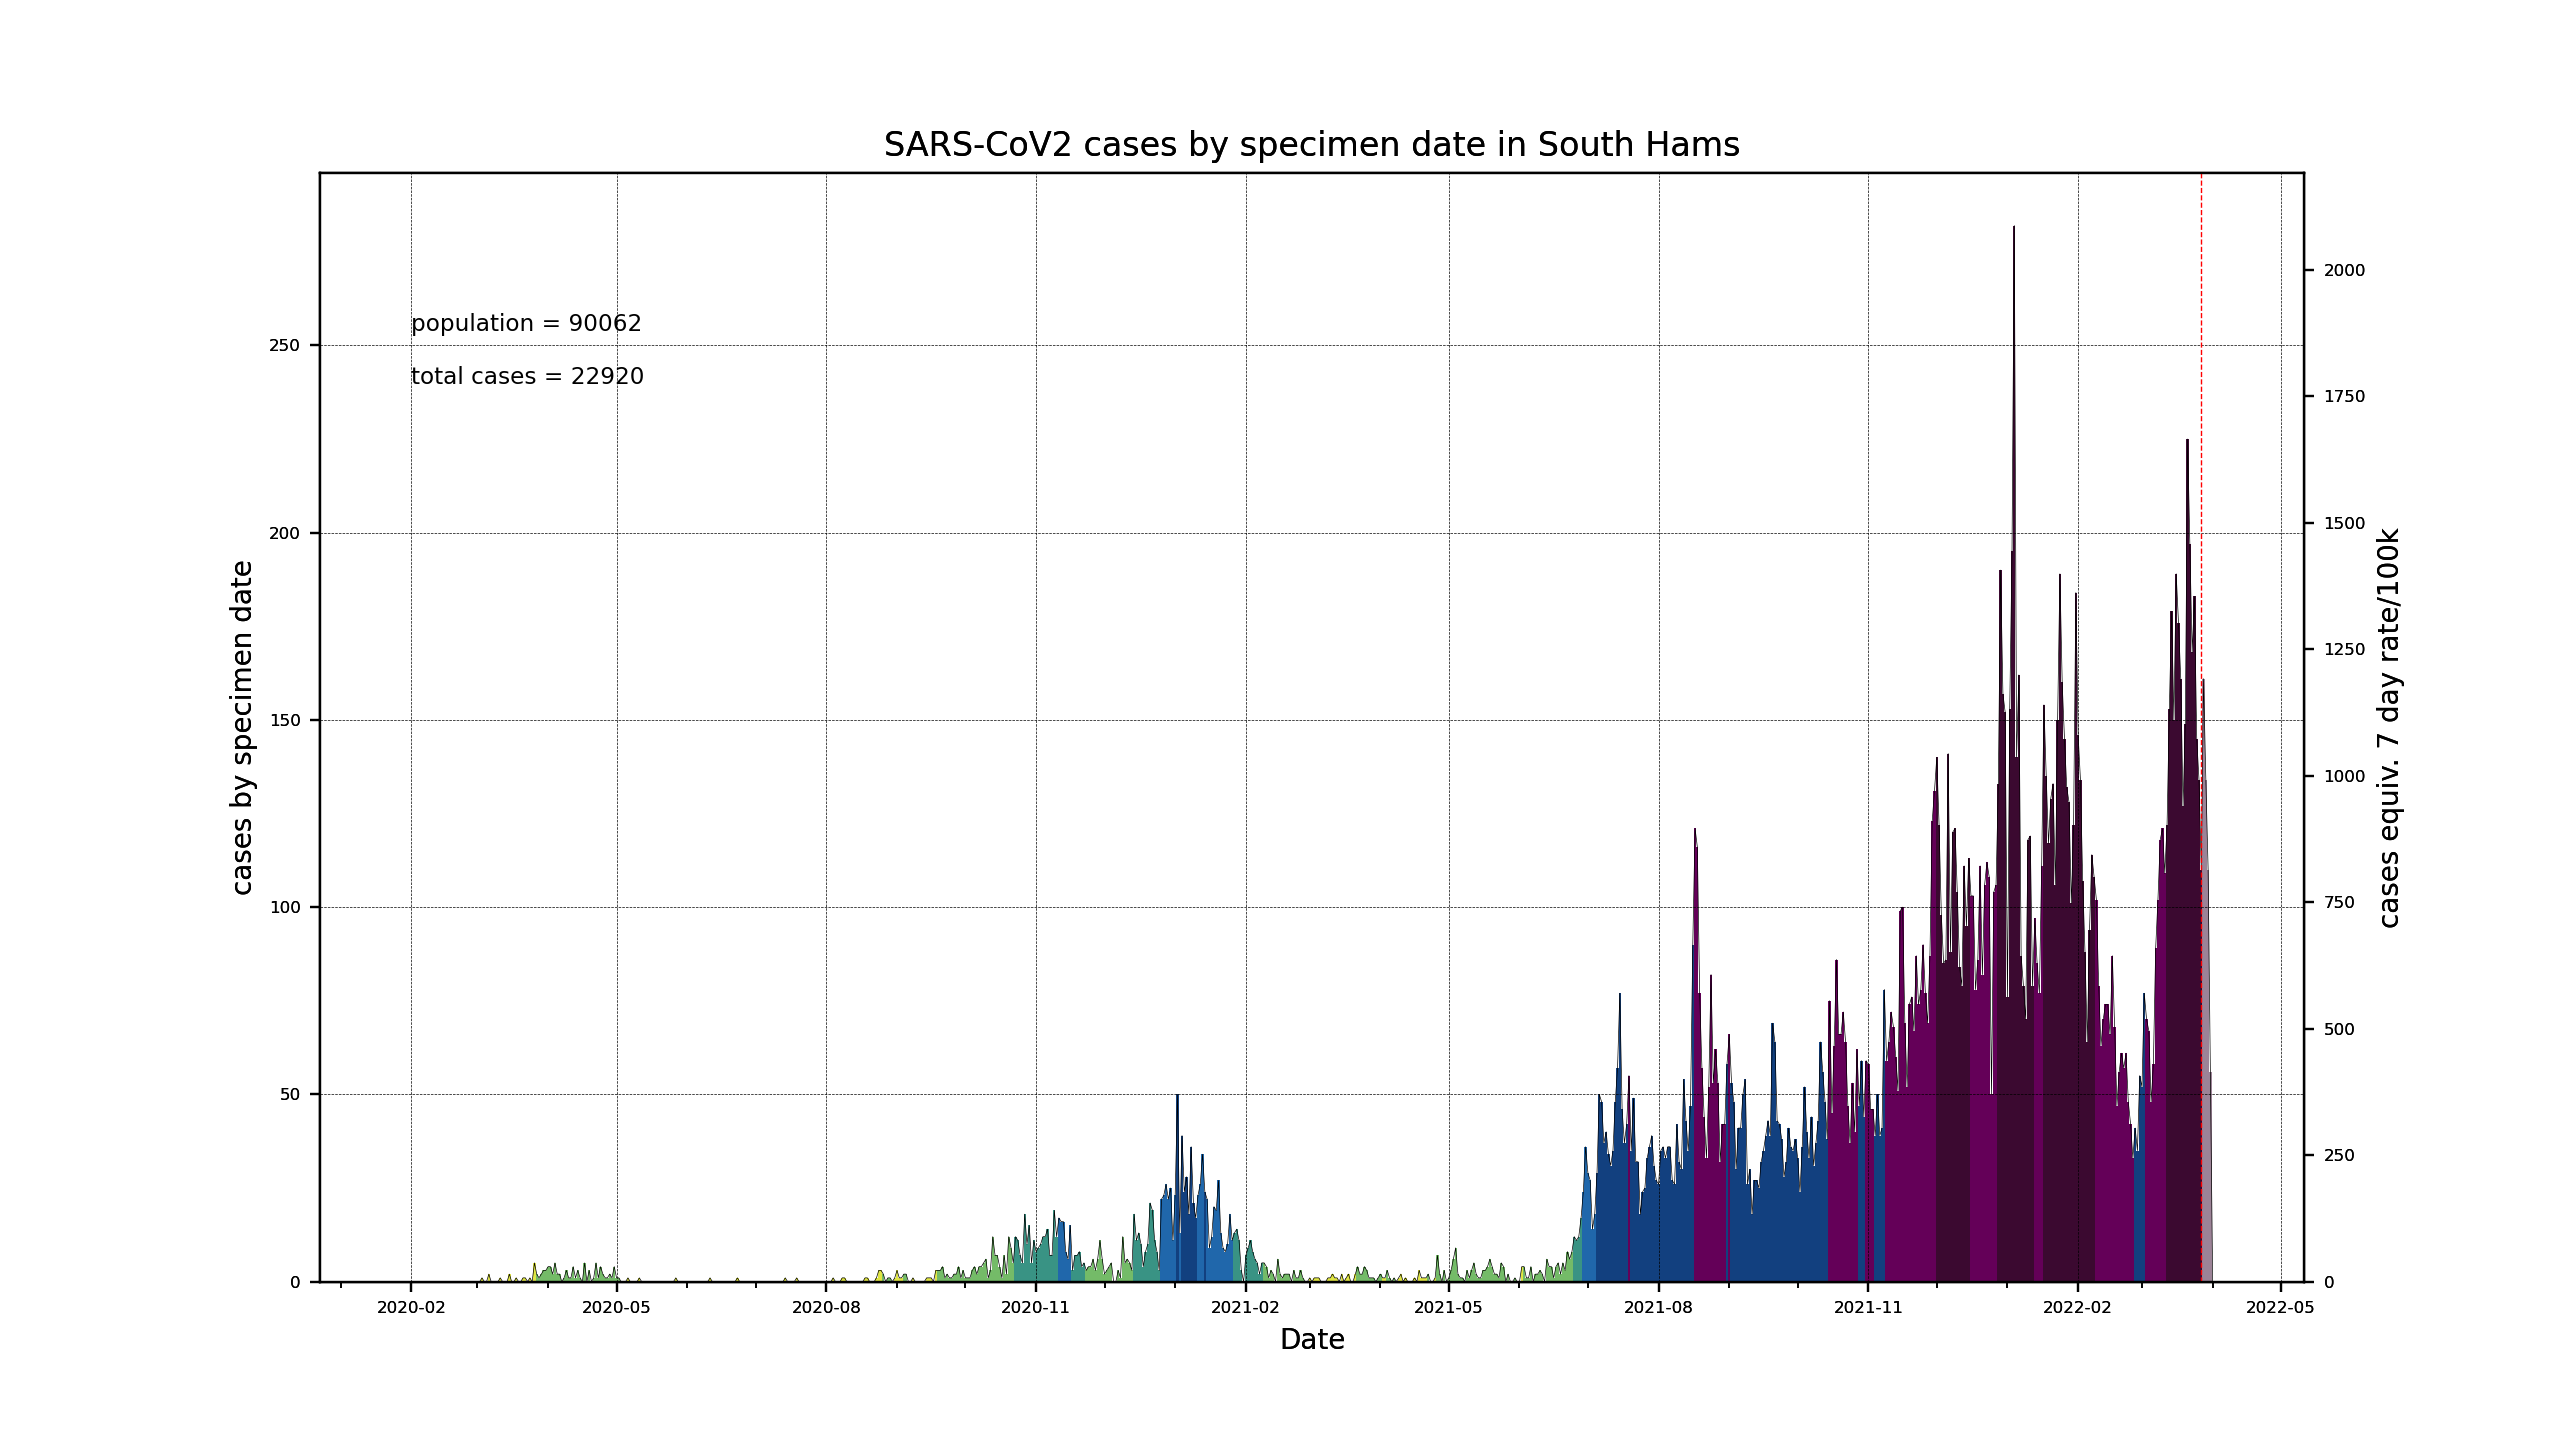 SARS-CoV2 cases by specimen date in South Hams
population = 90062
total cases = 22920
cases by specimen date
250
200
150
100
50
0
2000
1750
1500
1250
1000
750
500
250
0
cases equiv. 7 day rate/100k
2020-02 2020-05 2020-08 2020-11 2021-02 2021-05 2021-08 2021-11 2022-02 2022-05
Date